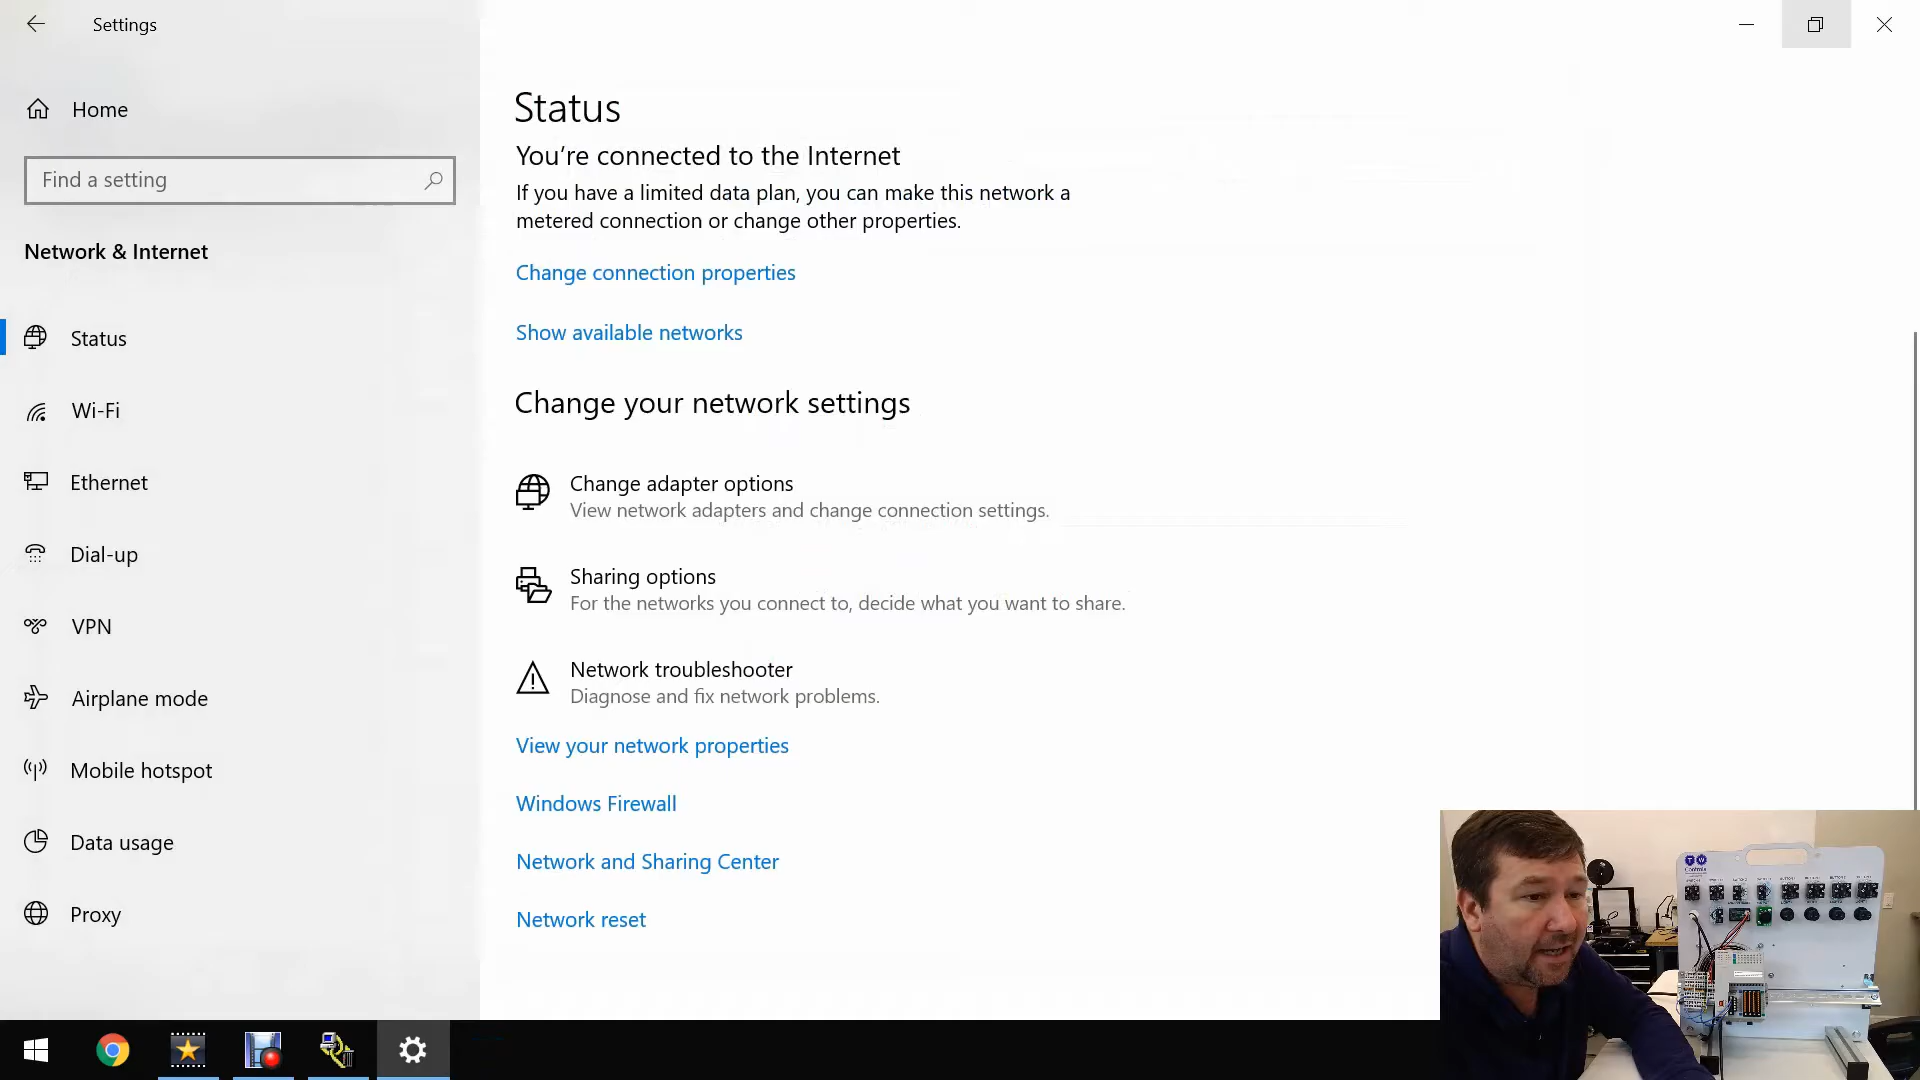 Settings
Home
Find a setting
Network & Internet
Status
Wi-Fi
Ethernet
Dial-up
VPN
Airplane mode
Mobile hotspot
Data usage
Proxy
Status
You're connected to the Internet
If you have a limited data plan, you can make this network a
metered connection or change other properties.
Change connection properties
Show available networks
Change your network settings
Change adapter options
View network adapters and change connection settings.
Sharing options
For the networks you connect to, decide what you want to share.
Network troubleshooter
Diagnose and fix network problems.
View your network properties
Windows Firewall
Network and Sharing Center
Network reset
T W
Controls